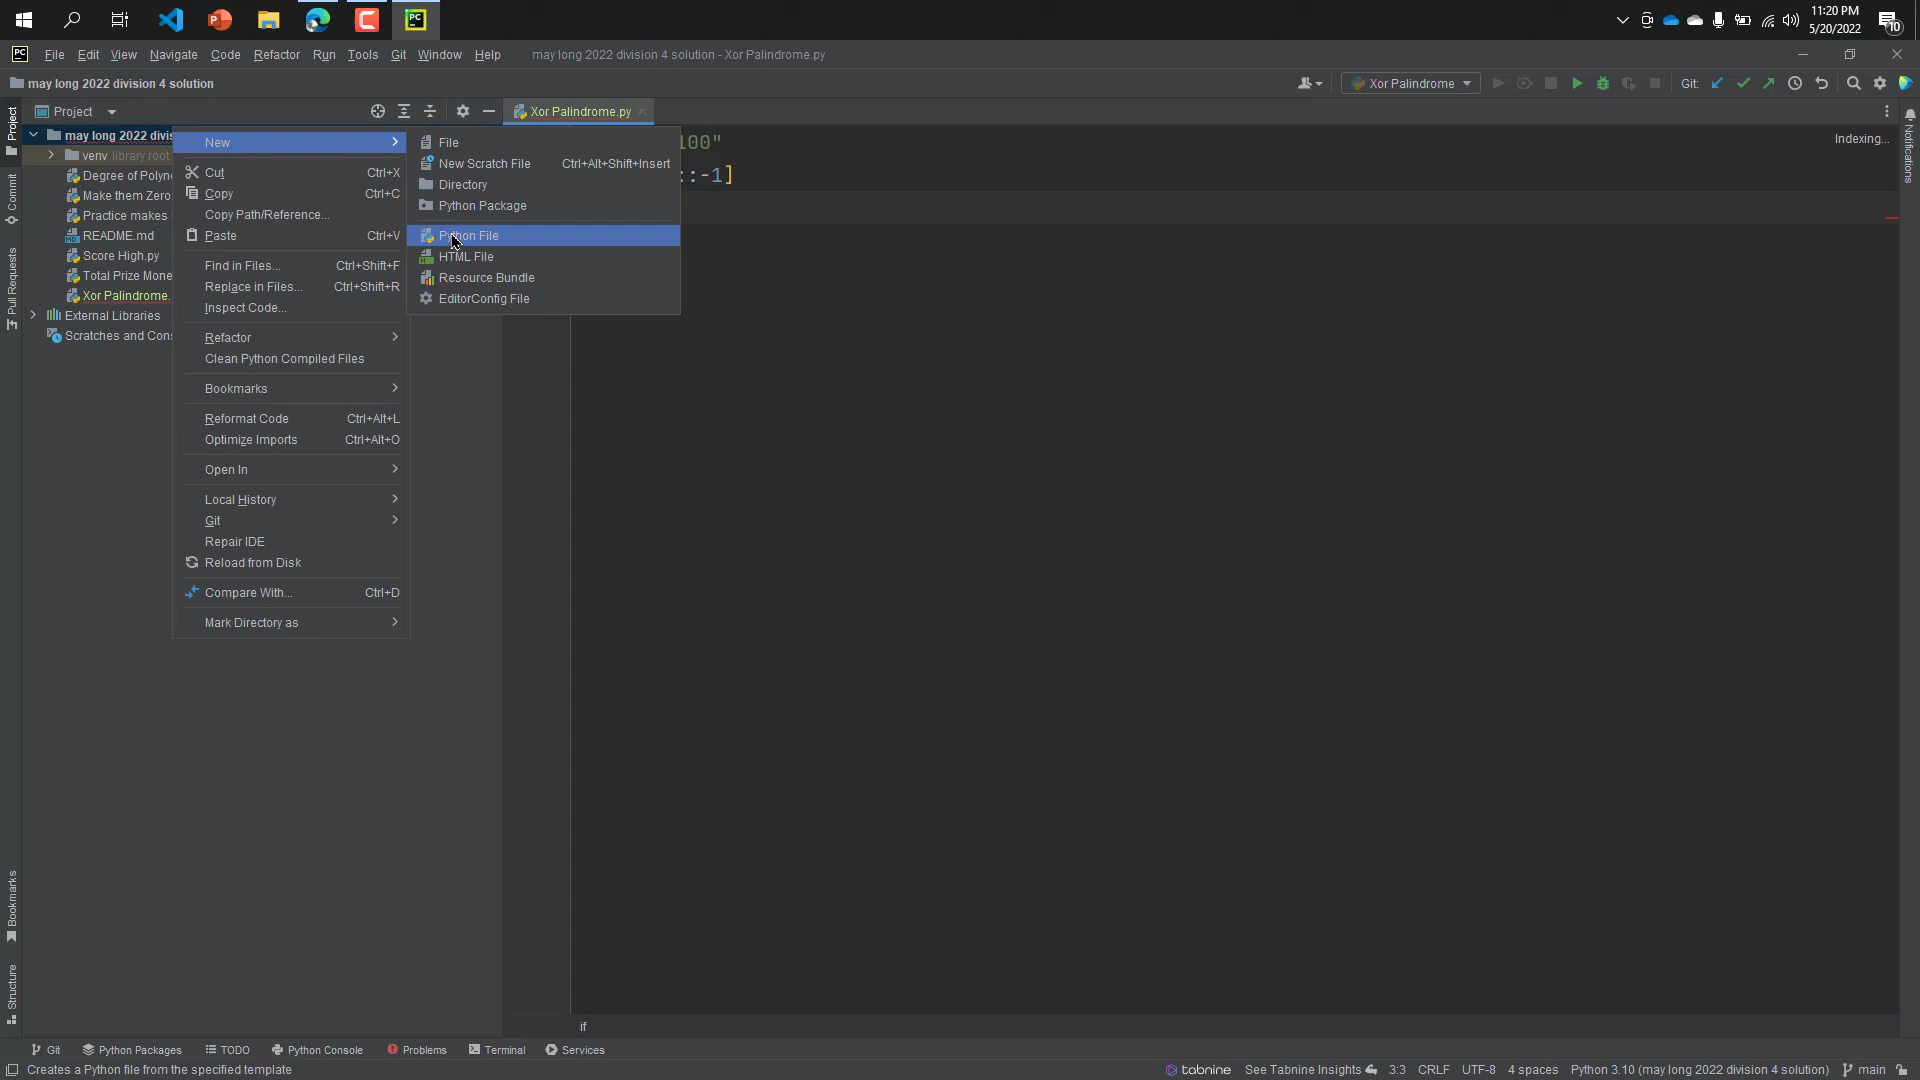 11:20 PM
5/20/2022
10
PC
File Edit View Navigate Code Refactor Run Tools Git Window Help may long 2022 division 4 solution - Xor Palindrome.py
may long 2022 division 4 solution
Xor Palindrome
Git:
Project
Xor Palindrome.py
may long 2022 divis
venv library root
Degree of Polyn
Make them Zero
Practice makes
README.md
Score High.py
Total Prize Mone
Xor Palindrome.
External Libraries
Scratches and Con
New
Cut Ctrl+X
Copy Ctrl+C
Copy Path/Reference...
Paste Ctrl+V
Find in Files... Ctrl+Shift+F
Replace in Files... Ctrl+Shift+R
Inspect Code...
Refactor
Clean Python Compiled Files
Bookmarks
Reformat Code Ctrl+Alt+L
Optimize Imports Ctrl+Alt+O
Open In
Local History
Git
Repair IDE
Reload from Disk
Compare With... Ctrl+D
Mark Directory as
File
New Scratch File Ctrl+Alt+Shift+Insert
Directory
Python Package
Python File
HTML File
Resource Bundle
EditorConfig File
100"
::-1]
Indexing...
Project
Commit
Pull Requests
Bookmarks
Structure
Notifications
if
Git Python Packages TODO Python Console Problems Terminal Services
Creates a Python file from the specified template
tabnine See Tabnine Insights 3:3 CRLF UTF-8 4 spaces Python 3.10 (may long 2022 division 4 solution) main